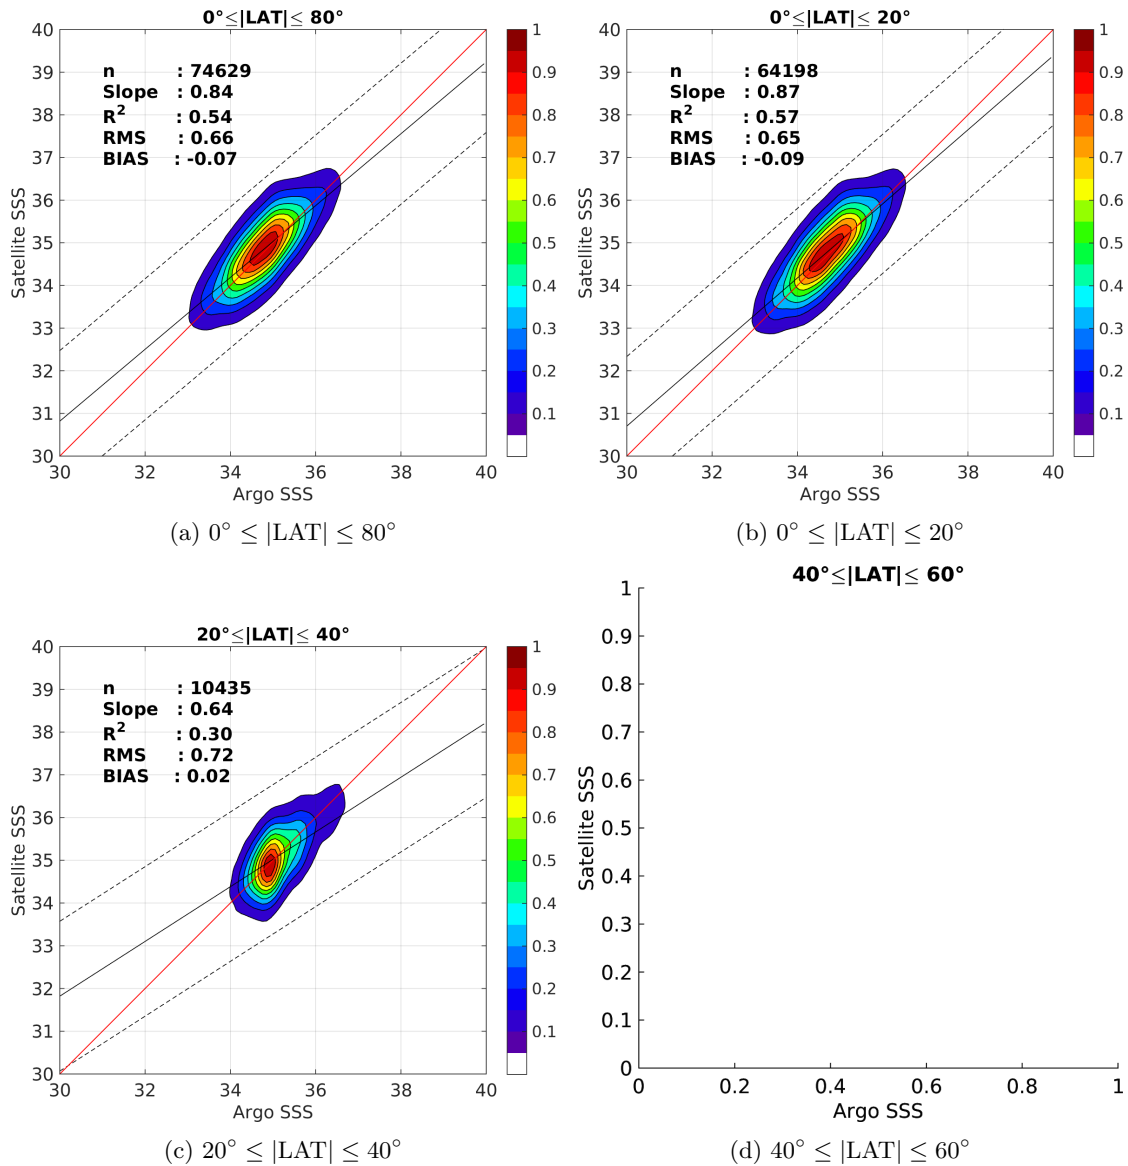 0°≤|LAT|≤ 80°
n : 74629
Slope : 0.84
R² : 0.54
RMS : 0.66
BIAS : -0.07
Satellite SSS
40
39
38
37
36
35
34
33
32
31
30
30 32 34 36 38 40
Argo SSS
1
0.9
0.8
0.7
0.6
0.5
0.4
0.3
0.2
0.1
(a) 0° ≤ |LAT| ≤ 80°
0°≤|LAT|≤ 20°
n : 64198
Slope : 0.87
R² : 0.57
RMS : 0.65
BIAS : -0.09
Satellite SSS
40
39
38
37
36
35
34
33
32
31
30
30 32 34 36 38 40
Argo SSS
1
0.9
0.8
0.7
0.6
0.5
0.4
0.3
0.2
0.1
(b) 0° ≤ |LAT| ≤ 20°
20°≤|LAT|≤ 40°
n : 10435
Slope : 0.64
R² : 0.30
RMS : 0.72
BIAS : 0.02
Satellite SSS
40
39
38
37
36
35
34
33
32
31
30
30 32 34 36 38 40
Argo SSS
1
0.9
0.8
0.7
0.6
0.5
0.4
0.3
0.2
0.1
(c) 20° ≤ |LAT| ≤ 40°
40°≤|LAT|≤ 60°
Satellite SSS
1
0.9
0.8
0.7
0.6
0.5
0.4
0.3
0.2
0.1
0
0 0.2 0.4 0.6 0.8 1
Argo SSS
(d) 40° ≤ |LAT| ≤ 60°